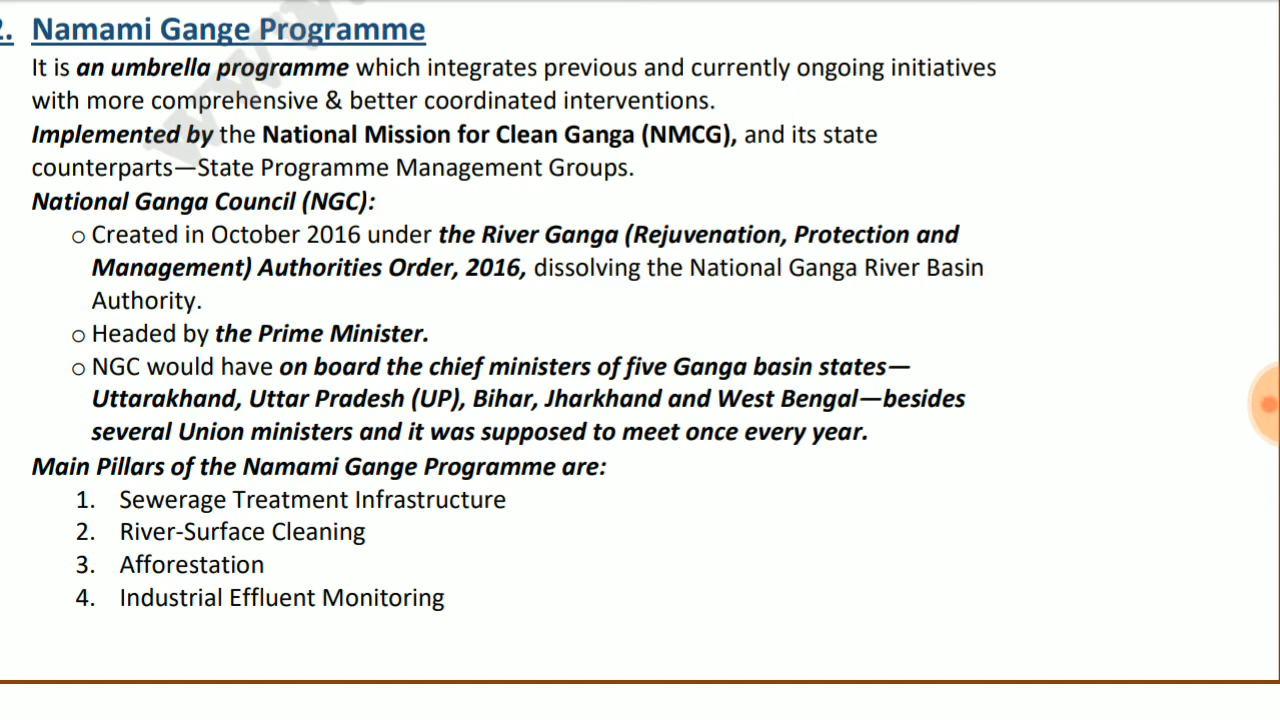 2. Namami Gange Programme
It is an umbrella programme which integrates previous and currently ongoing initiatives
with more comprehensive & better coordinated interventions.
Implemented by the National Mission for Clean Ganga (NMCG), and its state
counterparts—State Programme Management Groups.
National Ganga Council (NGC):
o Created in October 2016 under the River Ganga (Rejuvenation, Protection and
Management) Authorities Order, 2016, dissolving the National Ganga River Basin
Authority.
o Headed by the Prime Minister.
o NGC would have on board the chief ministers of five Ganga basin states—
Uttarakhand, Uttar Pradesh (UP), Bihar, Jharkhand and West Bengal—besides
several Union ministers and it was supposed to meet once every year.
Main Pillars of the Namami Gange Programme are:
1. Sewerage Treatment Infrastructure
2. River-Surface Cleaning
3. Afforestation
4. Industrial Effluent Monitoring